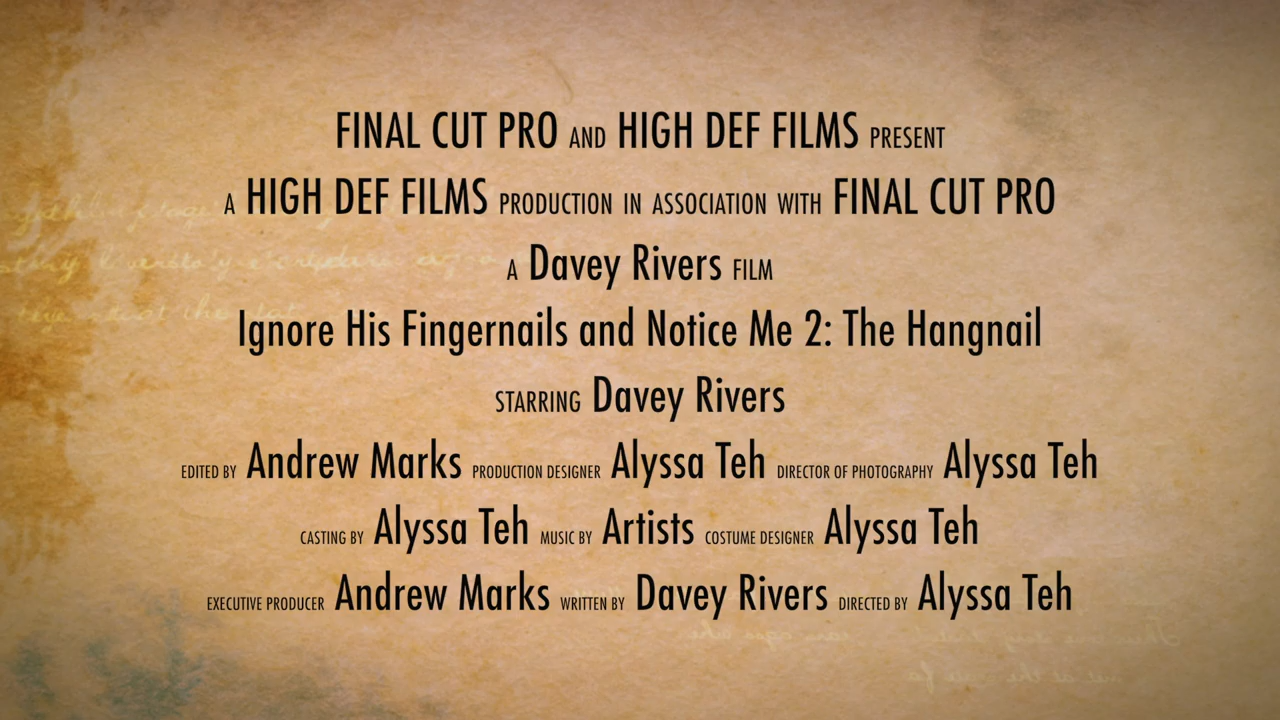 FINAL CUT PRO AND HIGH DEF FILMS PRESENT
A HIGH DEF FILMS PRODUCTION IN ASSOCIATION WITH FINAL CUT PRO
A Davey Rivers FILM
Ignore His Fingernails and Notice Me 2: The Hangnail
STARRING Davey Rivers
EDITED BY Andrew Marks PRODUCTION DESIGNER Alyssa Teh DIRECTOR OF PHOTOGRAPHY Alyssa Teh
CASTING BY Alyssa Teh MUSIC BY Artists COSTUME DESIGNER Alyssa Teh
EXECUTIVE PRODUCER Andrew Marks WRITTEN BY Davey Rivers DIRECTED BY Alyssa Teh